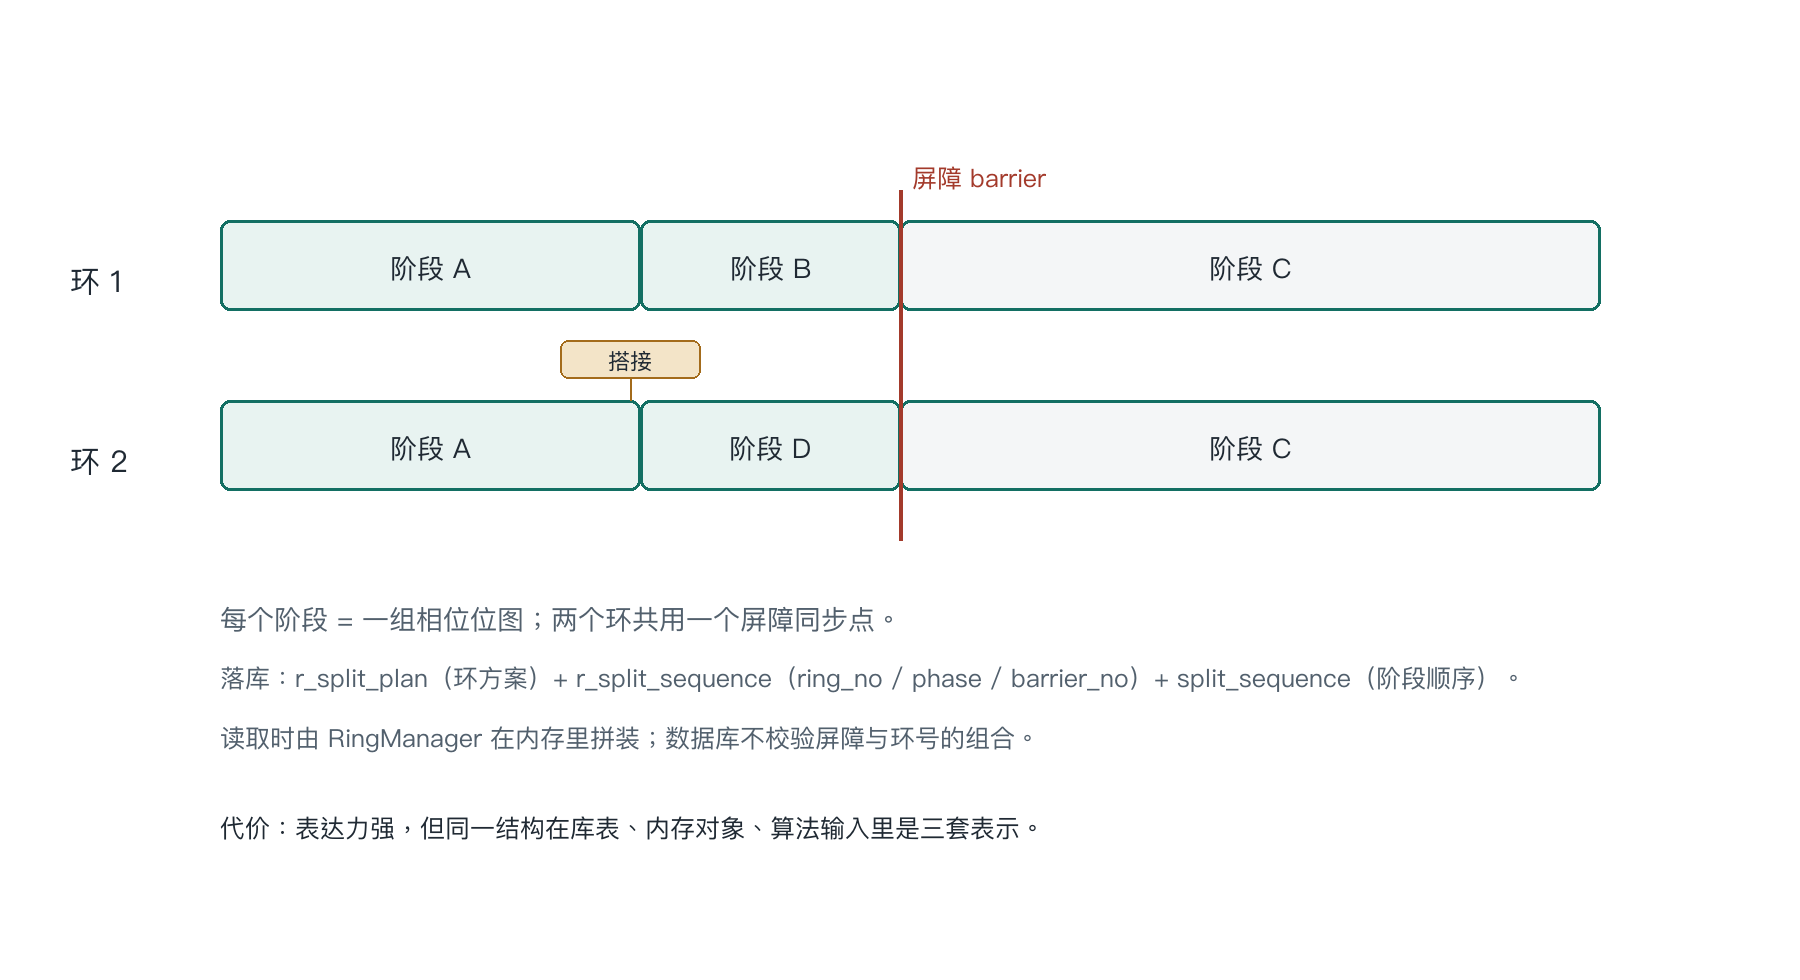 屏障 barrier
环 1
阶段 A
阶段 B
阶段 C
搭接
环 2
阶段 A
阶段 D
阶段 C
每个阶段 = 一组相位位图；两个环共用一个屏障同步点。
落库：r_split_plan（环方案）+ r_split_sequence（ring_no / phase / barrier_no）+ split_sequence（阶段顺序）。
读取时由 RingManager 在内存里拼装；数据库不校验屏障与环号的组合。
代价：表达力强，但同一结构在库表、内存对象、算法输入里是三套表示。